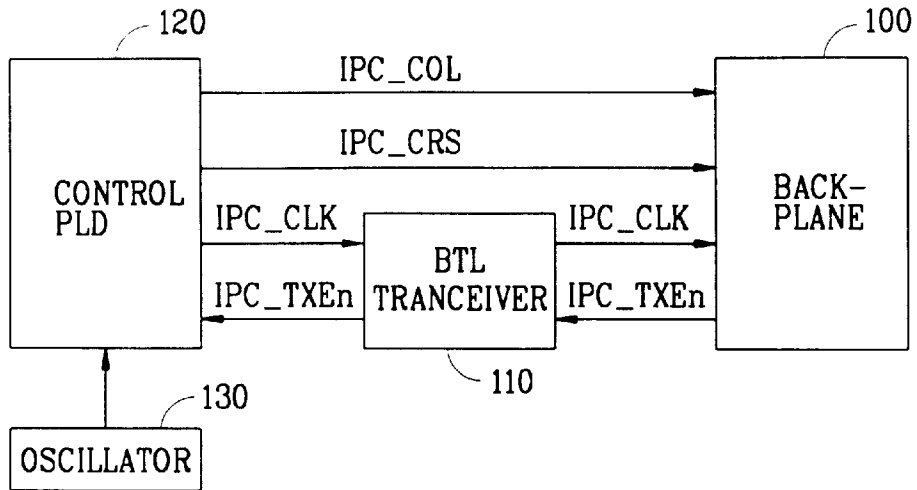 120
100
IPC_COL
IPC_CRS
CONTROL
PLD
BACK-
PLANE
IPC_CLK
IPC_CLK
BTL
TRANCEIVER
IPC_TXEn
IPC_TXEn
110
130
OSCILLATOR